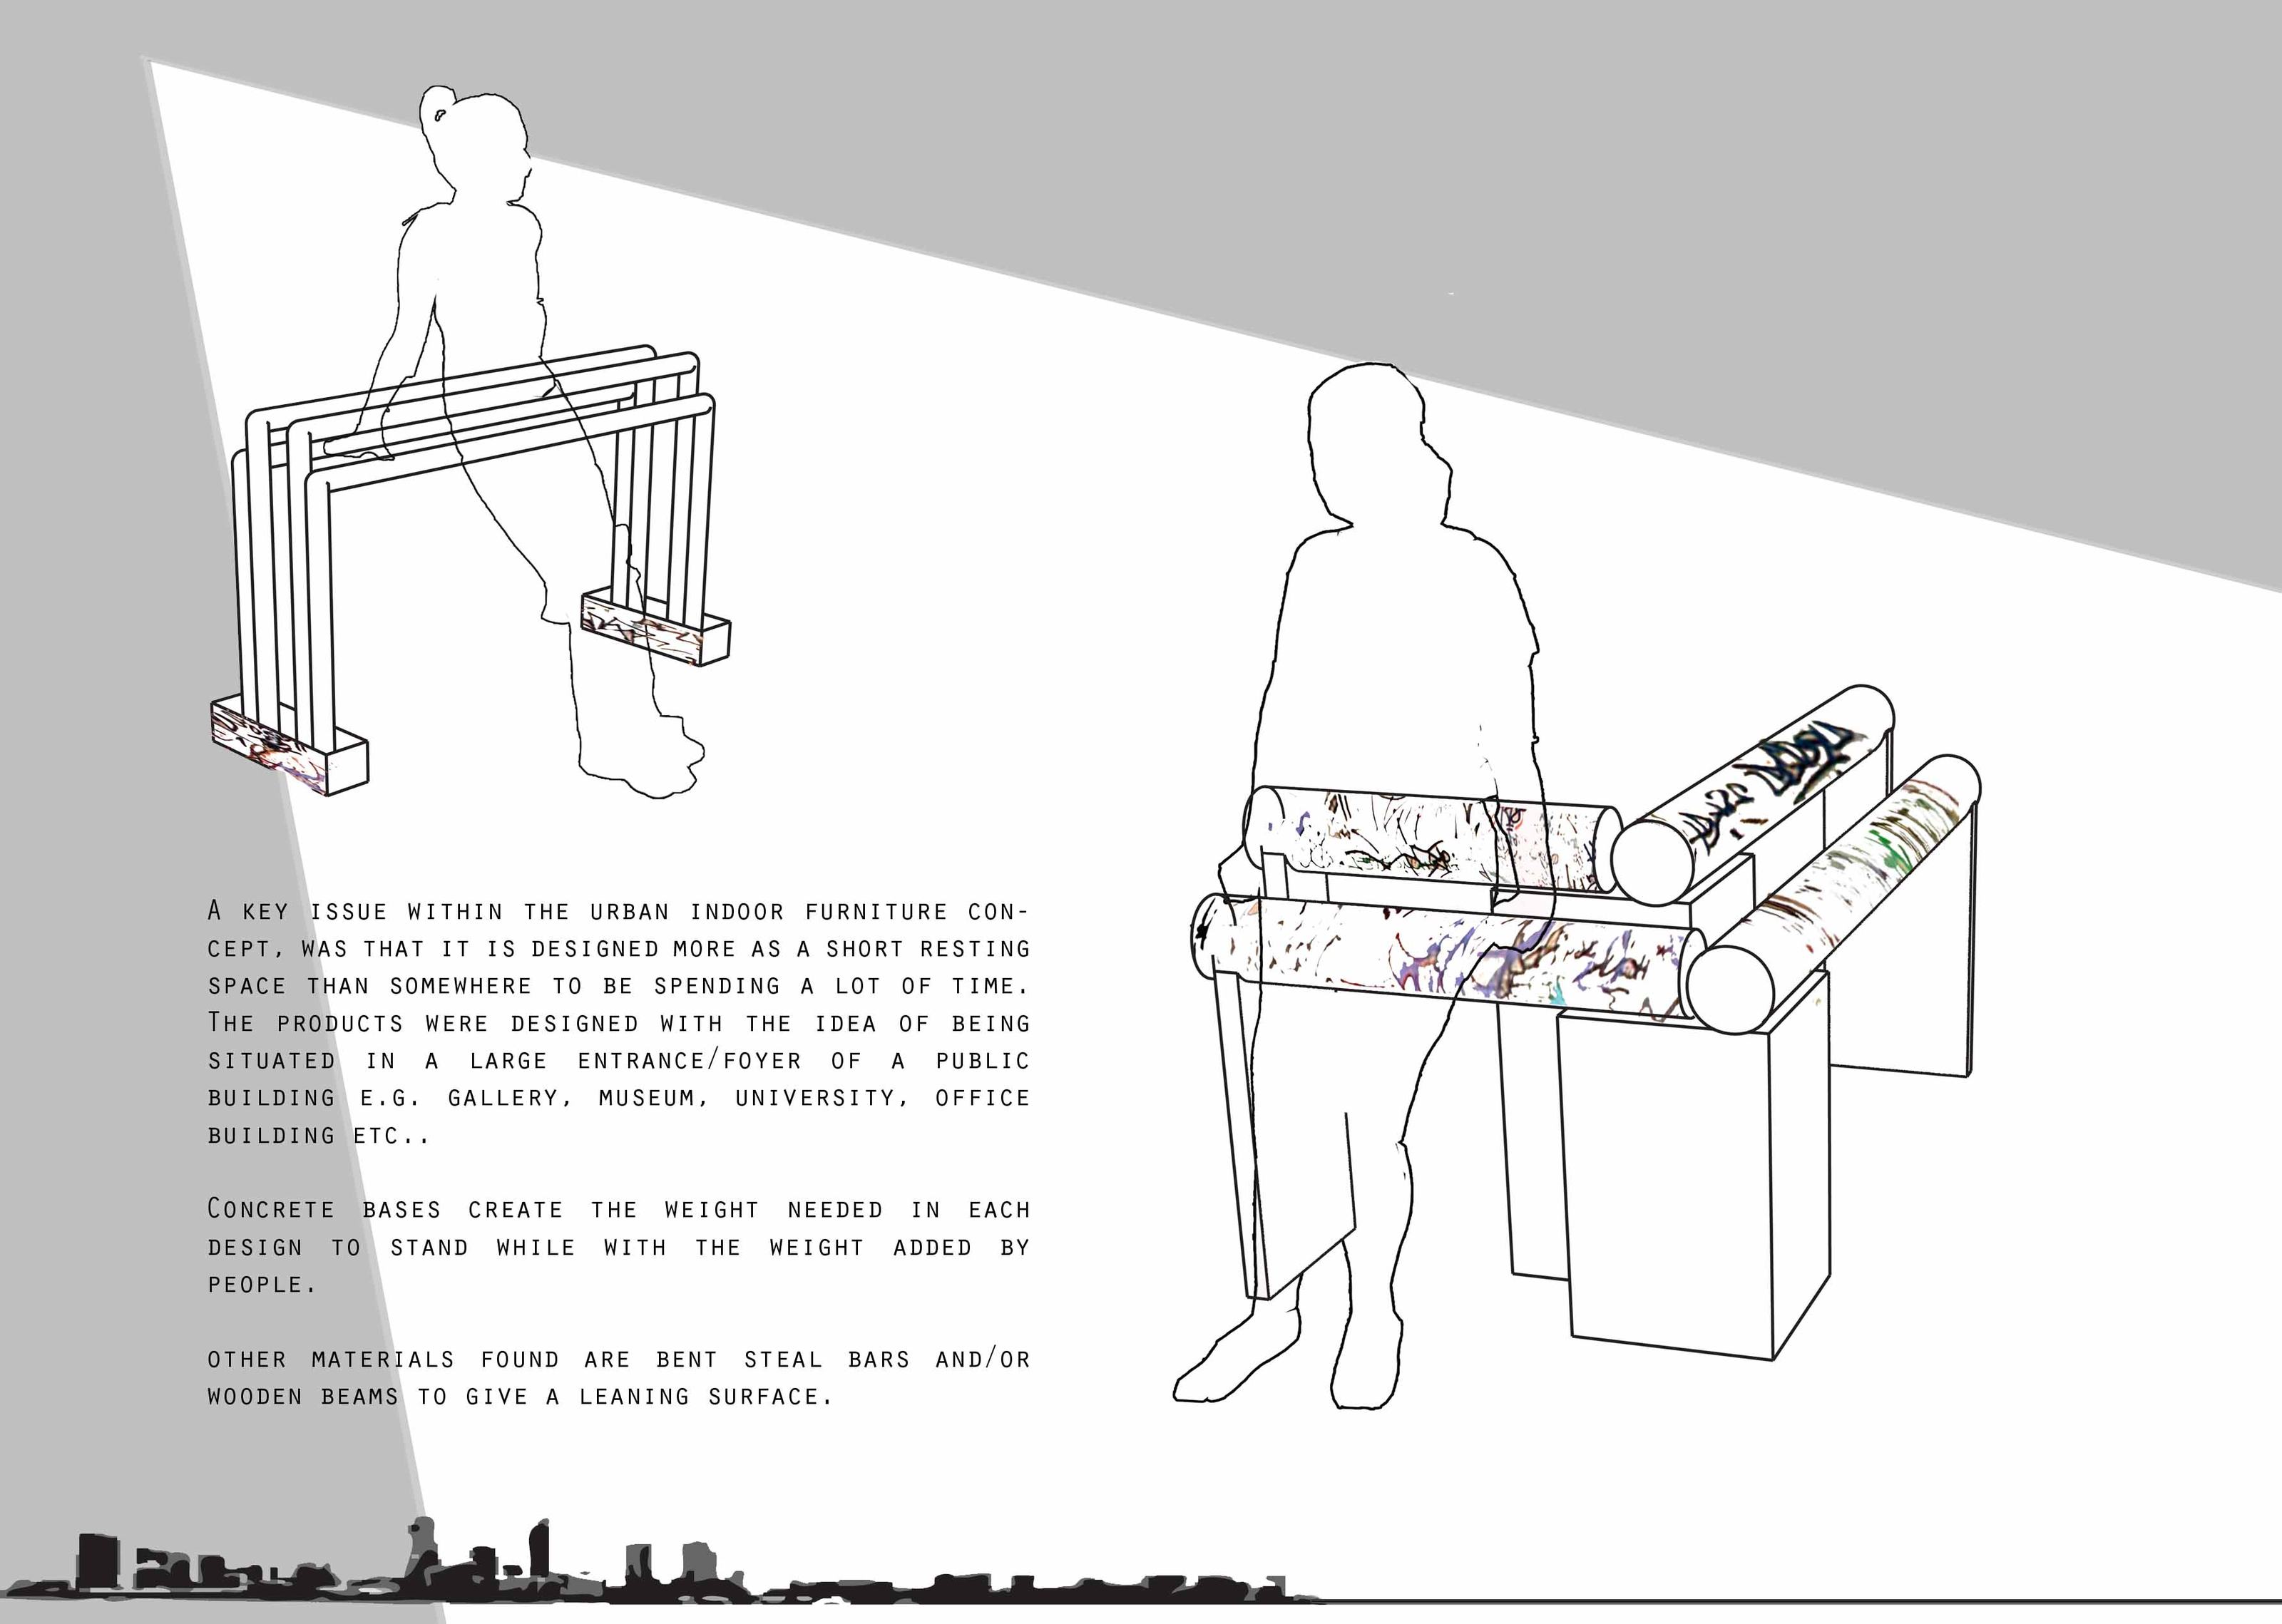 A KEY ISSUE WITHIN THE URBAN INDOOR FURNITURE CON-
CEPT, WAS THAT IT IS DESIGNED MORE AS A SHORT RESTING
SPACE THAN SOMEWHERE TO BE SPENDING A LOT OF TIME.
THE PRODUCTS WERE DESIGNED WITH THE IDEA OF BEING
SITUATED IN A LARGE ENTRANCE/FOYER OF A PUBLIC
BUILDING E.G. GALLERY, MUSEUM, UNIVERSITY, OFFICE
BUILDING ETC..
CONCRETE BASES CREATE THE WEIGHT NEEDED IN EACH
DESIGN TO STAND WHILE WITH THE WEIGHT ADDED BY
PEOPLE.
OTHER MATERIALS FOUND ARE BENT STEAL BARS AND/OR
WOODEN BEAMS TO GIVE A LEANING SURFACE.